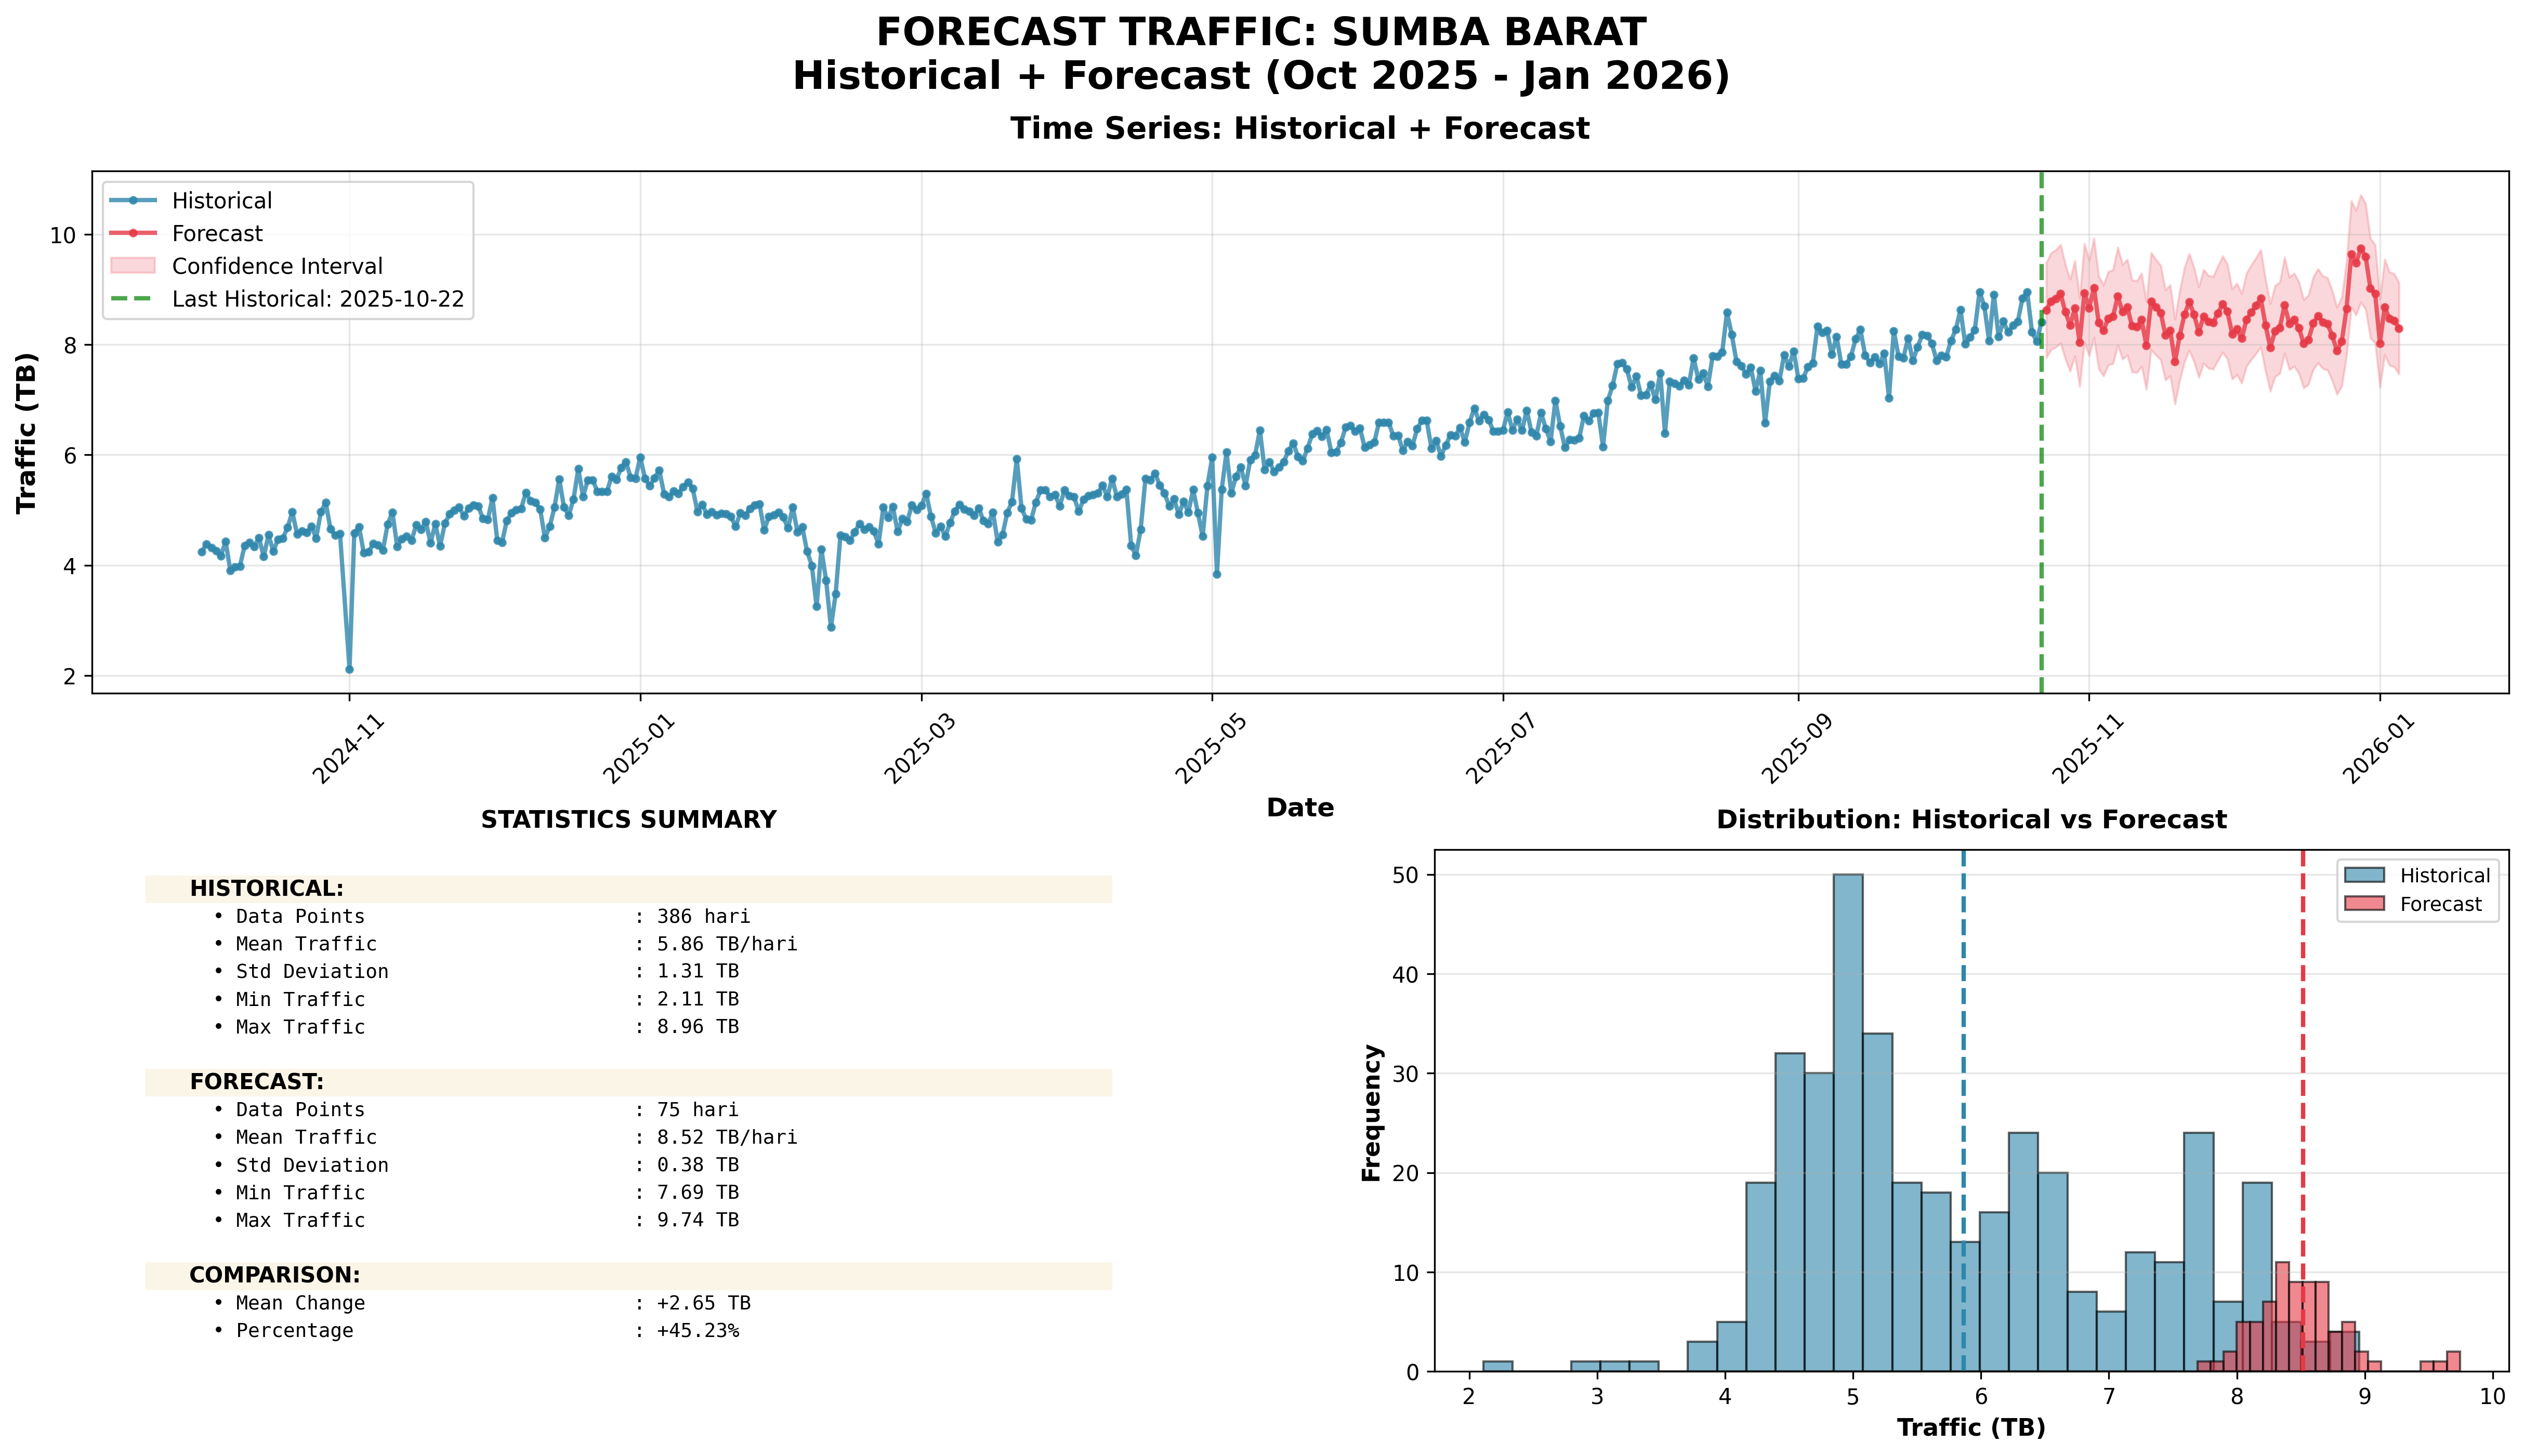 FORECAST TRAFFIC: SUMBA BARAT
Historical + Forecast (Oct 2025 - Jan 2026)
Time Series: Historical + Forecast
Historical
Forecast
Confidence Interval
Last Historical: 2025-10-22
Traffic (TB)
10
8
6
4
2
2024-11
2025-01
2025-03
2025-05
2025-07
2025-09
2025-11
2026-01
Date
STATISTICS SUMMARY
HISTORICAL:
• Data Points : 386 hari
• Mean Traffic : 5.86 TB/hari
• Std Deviation : 1.31 TB
• Min Traffic : 2.11 TB
• Max Traffic : 8.96 TB
FORECAST:
• Data Points : 75 hari
• Mean Traffic : 8.52 TB/hari
• Std Deviation : 0.38 TB
• Min Traffic : 7.69 TB
• Max Traffic : 9.74 TB
COMPARISON:
• Mean Change : +2.65 TB
• Percentage : +45.23%
Distribution: Historical vs Forecast
Historical
Forecast
Frequency
50
40
30
20
10
0
2 3 4 5 6 7 8 9 10
Traffic (TB)